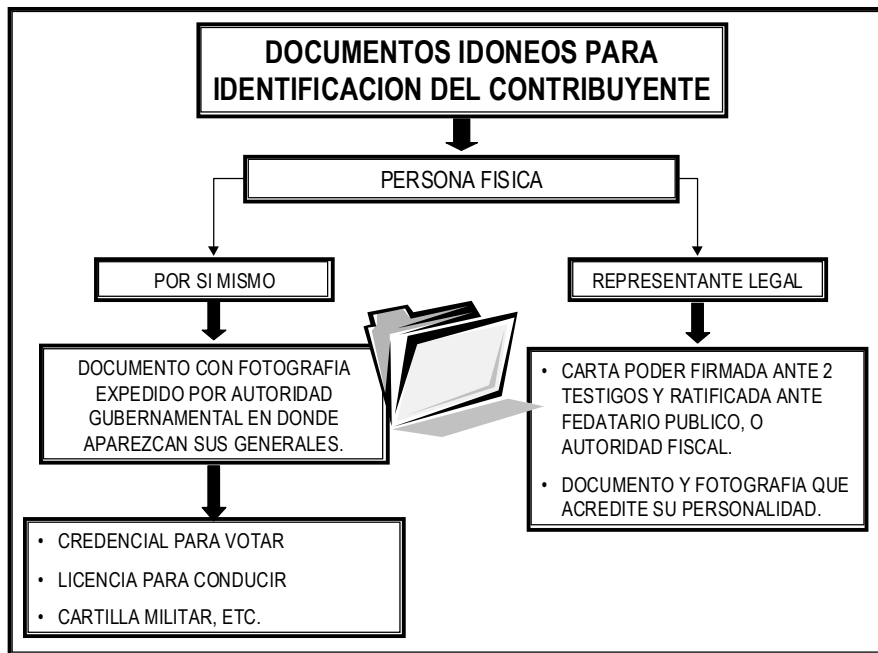 DOCUMENTOS IDONEOS PARA
IDENTIFICACION DEL CONTRIBUYENTE
PERSONA FISICA
POR SI MISMO
DOCUMENTO CON FOTOGRAFIA
EXPEDIDO POR AUTORIDAD
GUBERNAMENTAL EN DONDE
APAREZCAN SUS GENERALES.
• CREDENCIAL PARA VOTAR
• LICENCIA PARA CONDUCIR
• CARTILLA MILITAR, ETC.
REPRESENTANTE LEGAL
• CARTA PODER FIRMADA ANTE 2
TESTIGOS Y RATIFICADA ANTE
FEDATARIO PUBLICO, O
AUTORIDAD FISCAL.
• DOCUMENTO Y FOTOGRAFIA QUE
ACREDITE SU PERSONALIDAD.